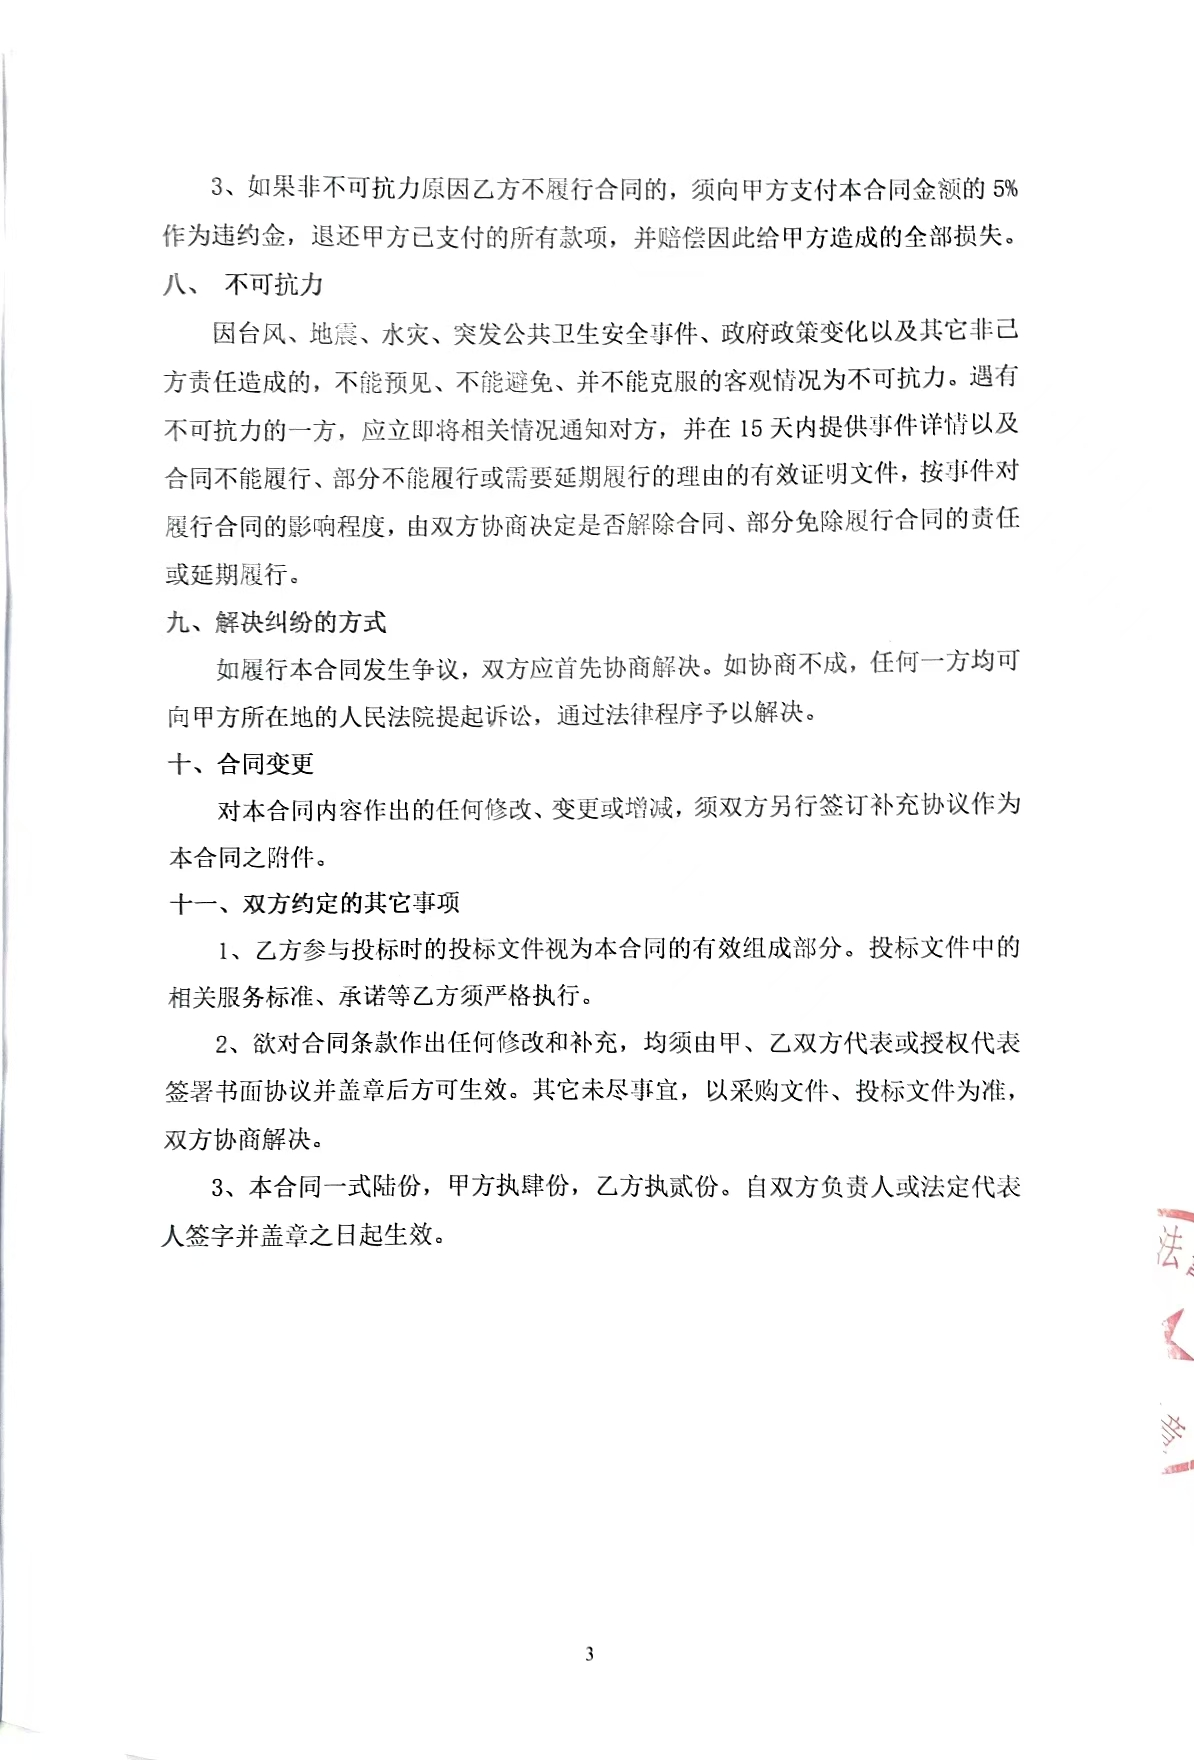 3、如果非不可抗力原因乙方不履行合同的，须向甲方支付本合同金额的 5%
作为违约金，退还甲方已支付的所有款项，并赔偿因此给甲方造成的全部损失。
八、 不可抗力
因台风、地震、水灾、突发公共卫生安全事件、政府政策变化以及其它非己
方责任造成的，不能预见、不能避免、并不能克服的客观情况为不可抗力。遇有
不可抗力的一方，应立即将相关情况通知对方，并在 15 天内提供事件详情以及
合同不能履行、部分不能履行或需要延期履行的理由的有效证明文件，按事件对
履行合同的影响程度，由双方协商决定是否解除合同、部分免除履行合同的责任
或延期履行。
九、解决纠纷的方式
如履行本合同发生争议，双方应首先协商解决。如协商不成，任何一方均可
向甲方所在地的人民法院提起诉讼，通过法律程序予以解决。
十、合同变更
对本合同内容作出的任何修改、变更或增减，须双方另行签订补充协议作为
本合同之附件。
十一、双方约定的其它事项
1、乙方参与投标时的投标文件视为本合同的有效组成部分。投标文件中的
相关服务标准、承诺等乙方须严格执行。
2、欲对合同条款作出任何修改和补充，均须由甲、乙双方代表或授权代表
签署书面协议并盖章后方可生效。其它未尽事宜，以采购文件、投标文件为准，
双方协商解决。
3、本合同一式陆份，甲方执肆份，乙方执贰份。自双方负责人或法定代表
人签字并盖章之日起生效。
法
3